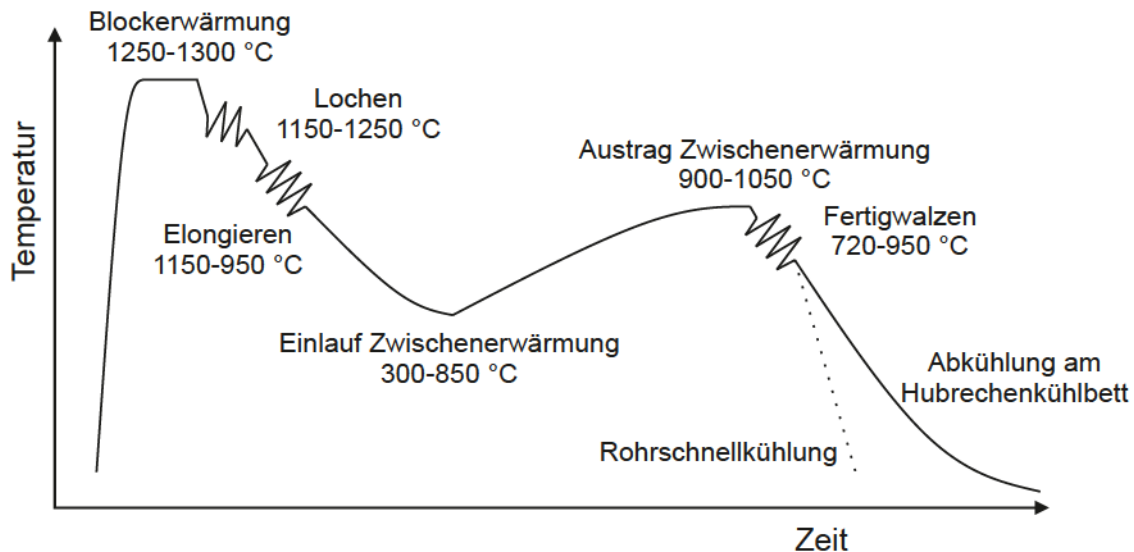 Blockerwärmung
1250-1300 °C
Lochen
1150-1250 °C
Elongieren
1150-950 °C
Einlauf Zwischenerwärmung
300-850 °C
Austrag Zwischenerwärmung
900-1050 °C
Fertigwalzen
720-950 °C
Abkühlung am
Hubrechenkühlbett
Rohrschnellkühlung
Temperatur
Zeit